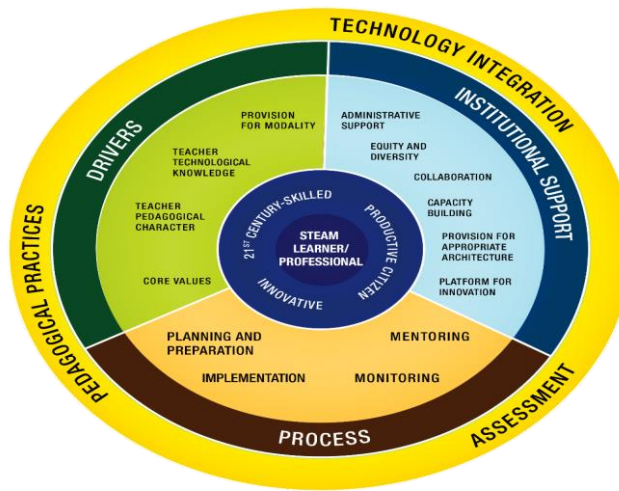 TECHNOLOGY INTEGRATION
PEDAGOGICAL PRACTICES
ASSESSMENT
DRIVERS
PROVISION
FOR MODALITY
TEACHER
TECHNOLOGICAL
KNOWLEDGE
TEACHER
PEDAGOGICAL
CHARACTER
CORE VALUES
INSTITUTIONAL SUPPORT
ADMINISTRATIVE
SUPPORT
EQUITY AND
DIVERSITY
COLLABORATION
CAPACITY
BUILDING
PROVISION FOR
APPROPRIATE
ARCHITECTURE
PLATFORM FOR
INNOVATION
21ST CENTURY-SKILLED
PRODUCTIVE CITIZEN
INNOVATIVE
STEAM
LEARNER/
PROFESSIONAL
PLANNING AND
PREPARATION
IMPLEMENTATION
MENTORING
MONITORING
PROCESS